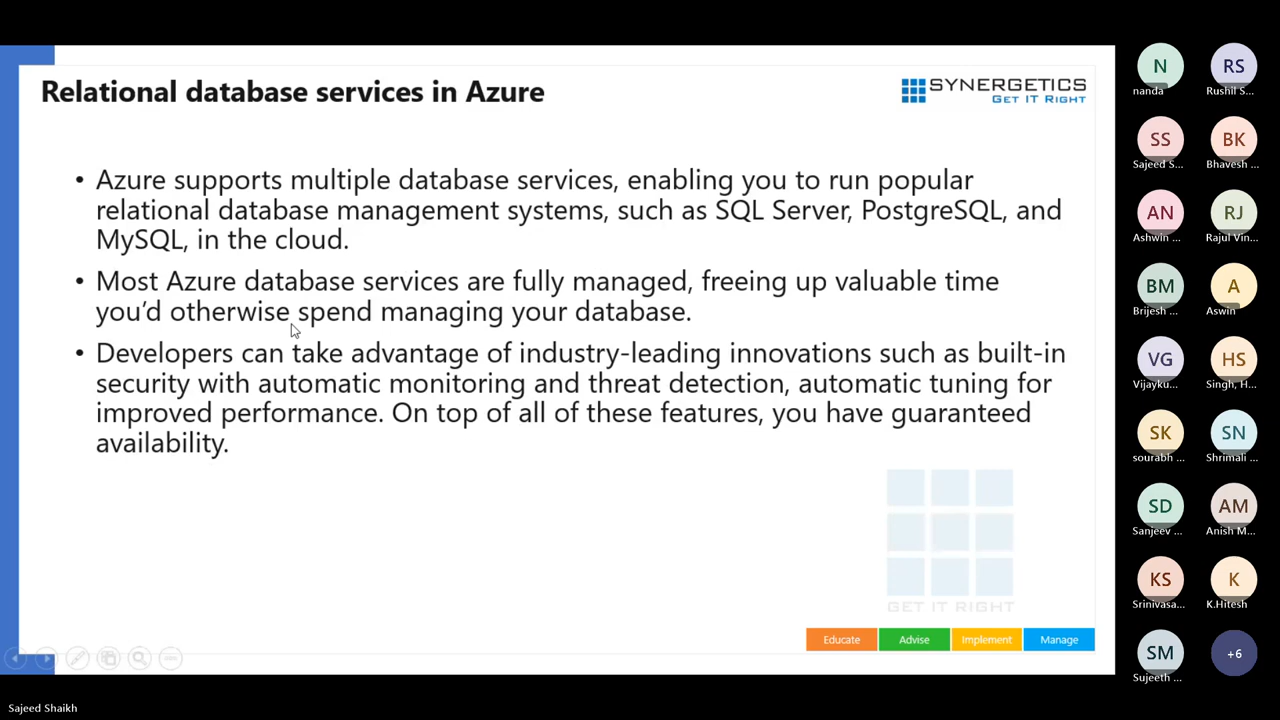 Relational database services in Azure
SYNERGETICS
GET IT RIGHT
• Azure supports multiple database services, enabling you to run popular
relational database management systems, such as SQL Server, PostgreSQL, and
MySQL, in the cloud.
• Most Azure database services are fully managed, freeing up valuable time
you’d otherwise spend managing your database.
• Developers can take advantage of industry-leading innovations such as built-in
security with automatic monitoring and threat detection, automatic tuning for
improved performance. On top of all of these features, you have guaranteed
availability.
GET IT RIGHT
Educate Advise Implement Manage
N RS
nanda Rushil S...
SS BK
Sajeed S... Bhavesh ...
AN RJ
Ashwin ... Rajul Vin...
BM A
Brijesh ... Aswin
VG HS
Vijayku... Singh, H...
SK SN
sourabh ... Shrimali ...
SD AM
Sanjeev ... Anish M...
KS K
Srinivasa... K.Hitesh
SM +6
Sujeeth ...
Sajeed Shaikh